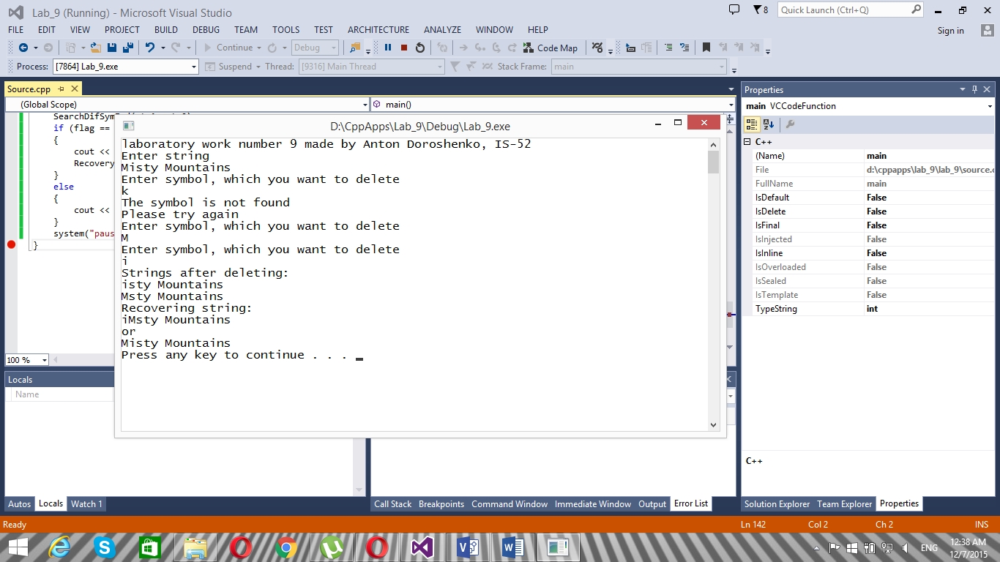 Lab_9 (Running) - Microsoft Visual Studio
8
Quick Launch (Ctrl+Q)
FILE EDIT VIEW PROJECT BUILD DEBUG TEAM TOOLS TEST ARCHITECTURE ANALYZE WINDOW HELP
Sign in
Continue Debug Code Map
Process: [7864] Lab_9.exe Suspend Thread: [9316] Main Thread Stack Frame: main
Source.cpp
(Global Scope) main()
if (flag ==
{
cout <<
Recovery
}
else
{
cout <<
}
system("paus
}
100 %
D:\CppApps\Lab_9\Debug\Lab_9.exe
laboratory work number 9 made by Anton Doroshenko, IS-52
Enter string
Misty Mountains
Enter symbol, which you want to delete
k
The symbol is not found
Please try again
Enter symbol, which you want to delete
M
Enter symbol, which you want to delete
i
Strings after deleting:
isty Mountains
Msty Mountains
Recovering string:
iMsty Mountains
or
Misty Mountains
Press any key to continue . . .
Locals
Name
Autos Locals Watch 1
Call Stack Breakpoints Command Window Immediate Window Output Error List
Properties
main VCCodeFunction
C++
(Name) main
File d:\cppapps\lab_9\lab_9\source.c
FullName main
IsDefault False
IsDelete False
IsFinal False
IsInjected False
IsInline False
IsOverloaded False
IsSealed False
IsTemplate False
TypeString int
C++
Solution Explorer Team Explorer Properties
Ready Ln 142 Col 2 Ch 2 INS
ENG
12:38 AM
12/7/2015